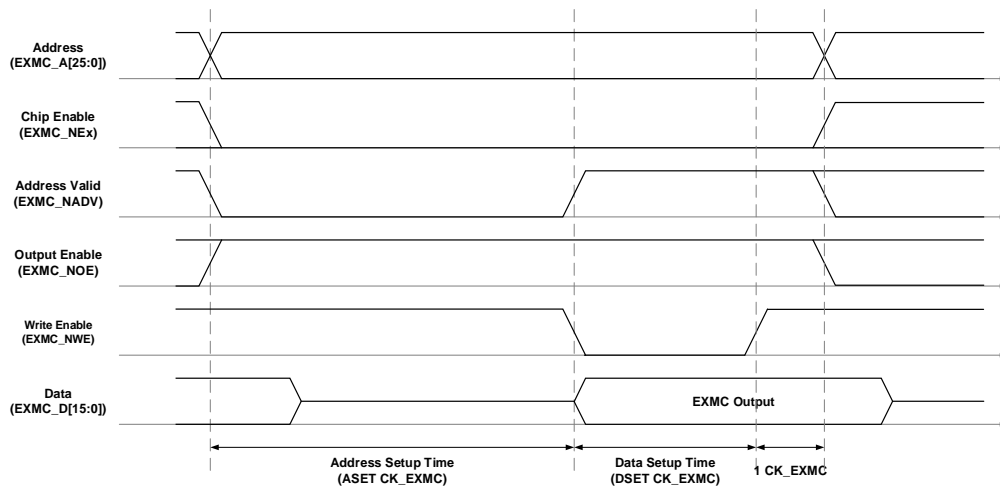 Address
(EXMC_A[25:0])
Chip Enable
(EXMC_NEx)
Address Valid
(EXMC_NADV)
Output Enable
(EXMC_NOE)
Write Enable
(EXMC_NWE)
Data
(EXMC_D[15:0])
EXMC Output
Address Setup Time
(ASET CK_EXMC)
Data Setup Time
(DSET CK_EXMC)
1 CK_EXMC